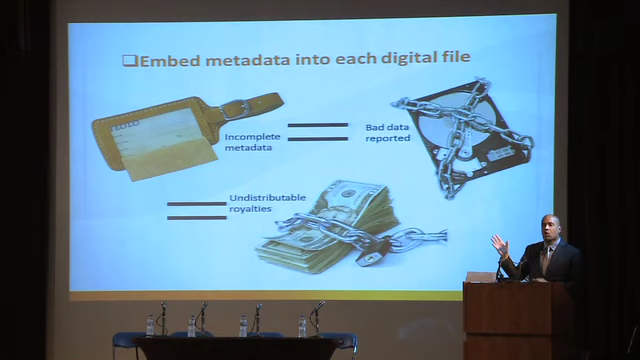 ❑Embed metadata into each digital file
Incomplete
metadata
Bad data
reported
Undistributable
royalties